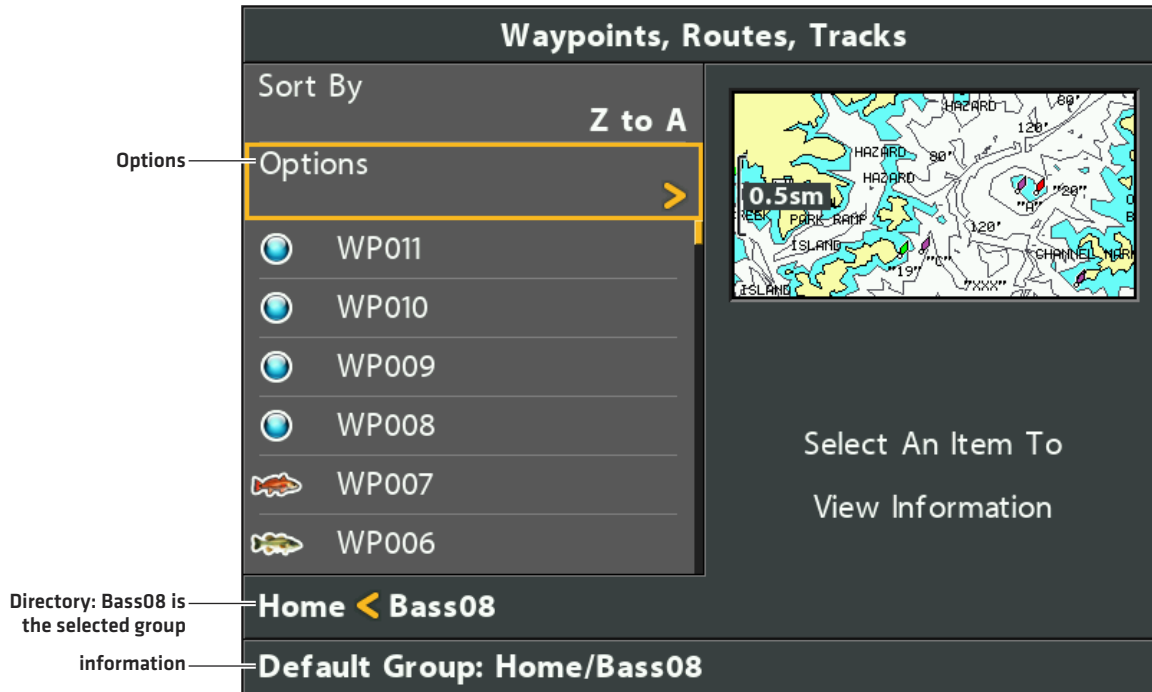 Waypoints, Routes, Tracks
Sort By
Z to A
Options
Options
>
WP011
WP010
WP009
WP008
WP007
WP006
HAZARD
80'
120'
HAZARD
80'
HAZARD
0.5sm
"20"
"A"
PARK RAMP
120'
ISLAND
"C"
CHANNEL MAR
"19"
"XXX"
ISLAND
Select An Item To
View Information
Directory: Bass08 is
the selected group
Home < Bass08
information
Default Group: Home/Bass08